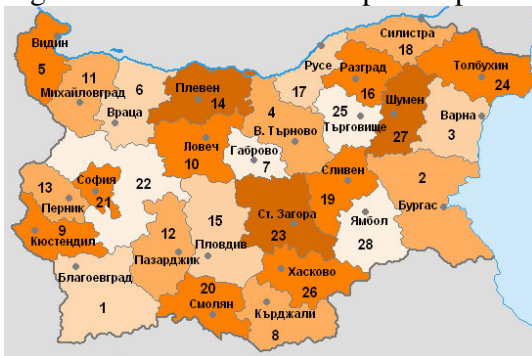 Видин
5
11
Михайловград
6
Враца
Плевен
14
4
В. Търново
Русе
17
Силистра
18
Разград
16
Толбухин
24
25
Търговище
Шумен
27
Варна
3
Ловеч
10
Габрово
7
Сливен
19
2
Бургас
13
Перник
София
21
22
9
Кюстендил
12
Пазарджик
15
Пловдив
Ст. Загора
23
Ямбол
28
Благоевград
1
20
Смолян
Хасково
26
Кърджали
8